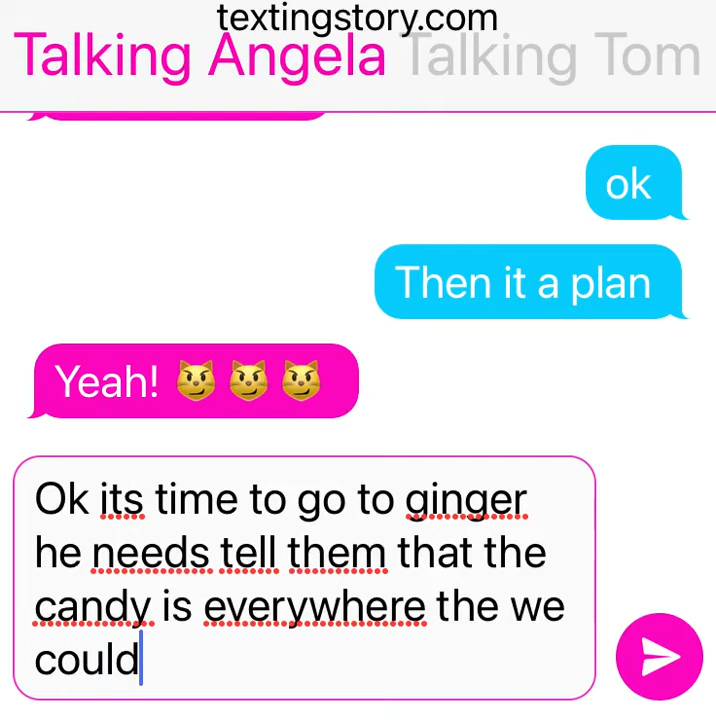 textingstory.com
Talking Angela Talking Tom
ok
Then it a plan
Yeah! 😼 😼 😼
Ok its time to go to ginger
he needs tell them that the
candy is everywhere the we
could